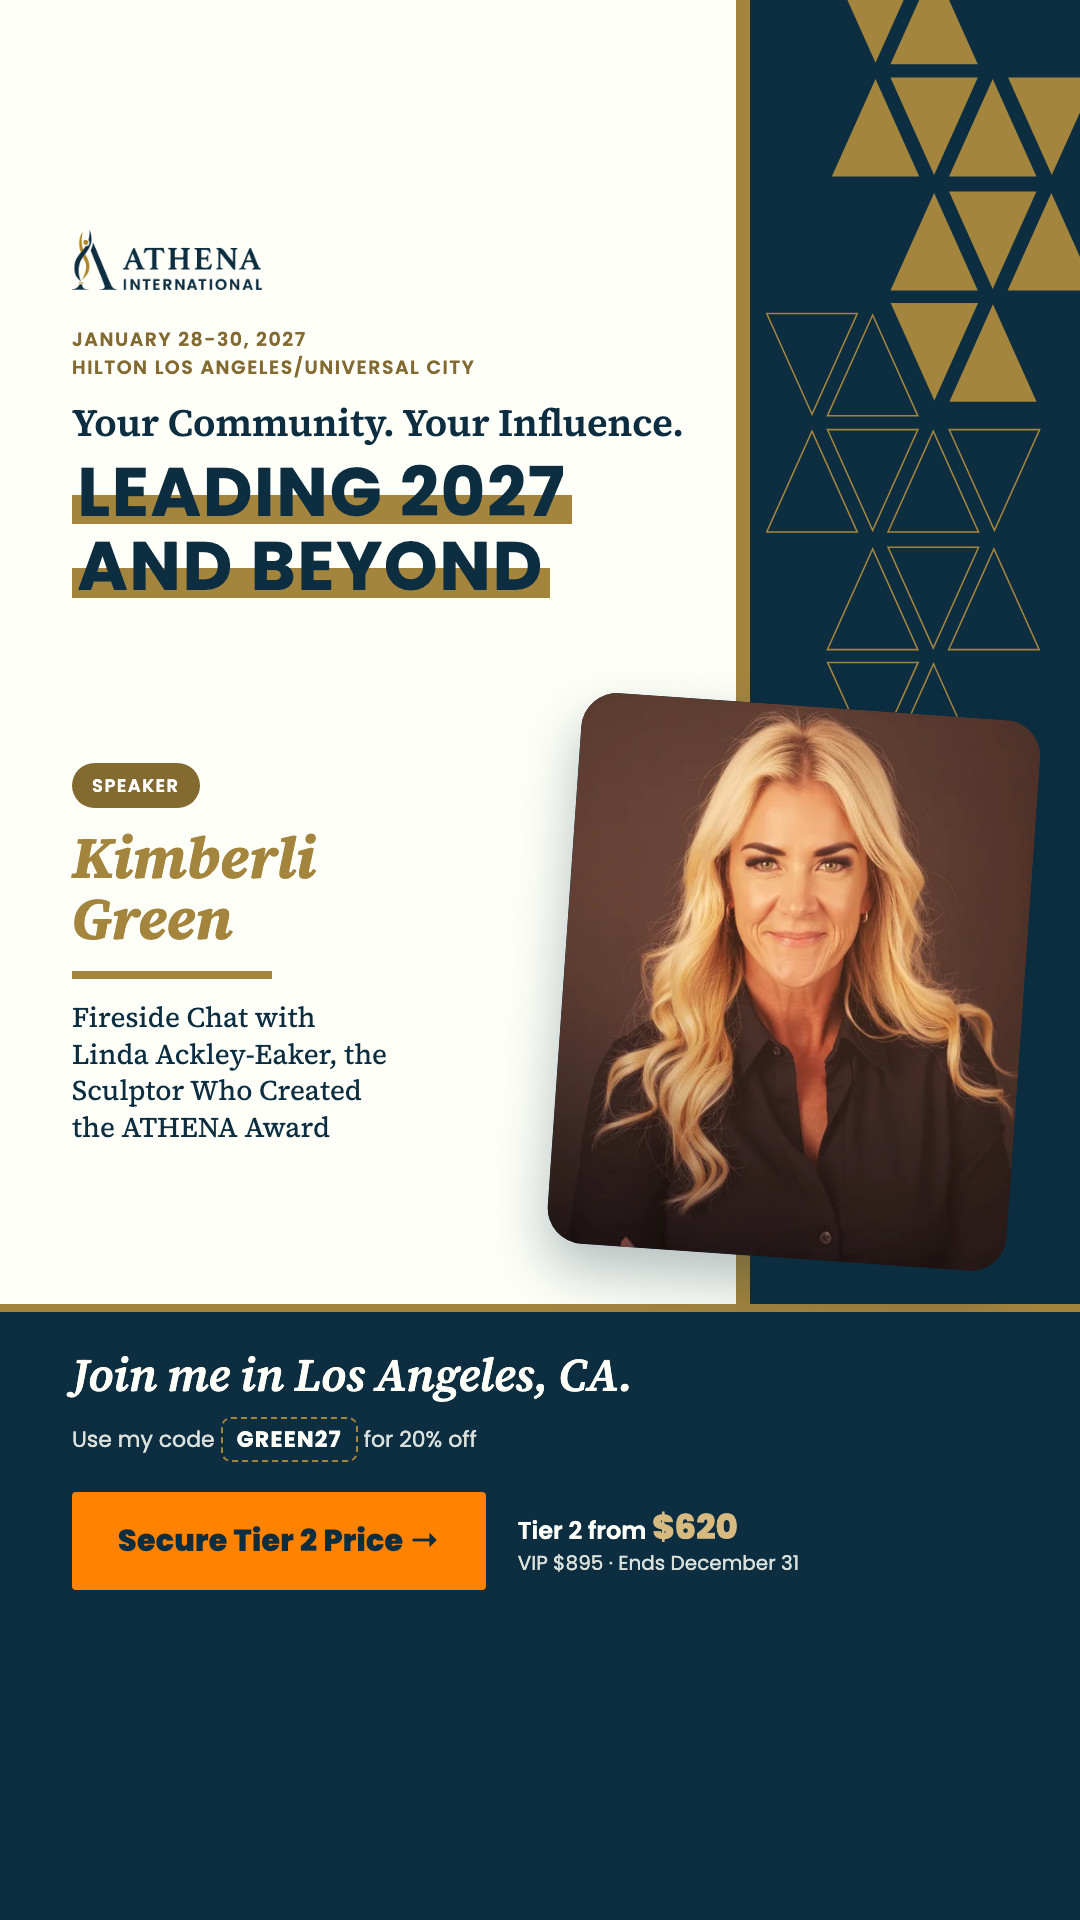 ATHENA
INTERNATIONAL
JANUARY 28-30, 2027
HILTON LOS ANGELES/UNIVERSAL CITY
Your Community. Your Influence.
LEADING 2027
AND BEYOND
SPEAKER
Kimberli
Green
Fireside Chat with
Linda Ackley-Eaker, the
Sculptor Who Created
the ATHENA Award
Join me in Los Angeles, CA.
Use my code GREEN27 for 20% off
Secure Tier 2 Price →
Tier 2 from $620
VIP $895 · Ends December 31